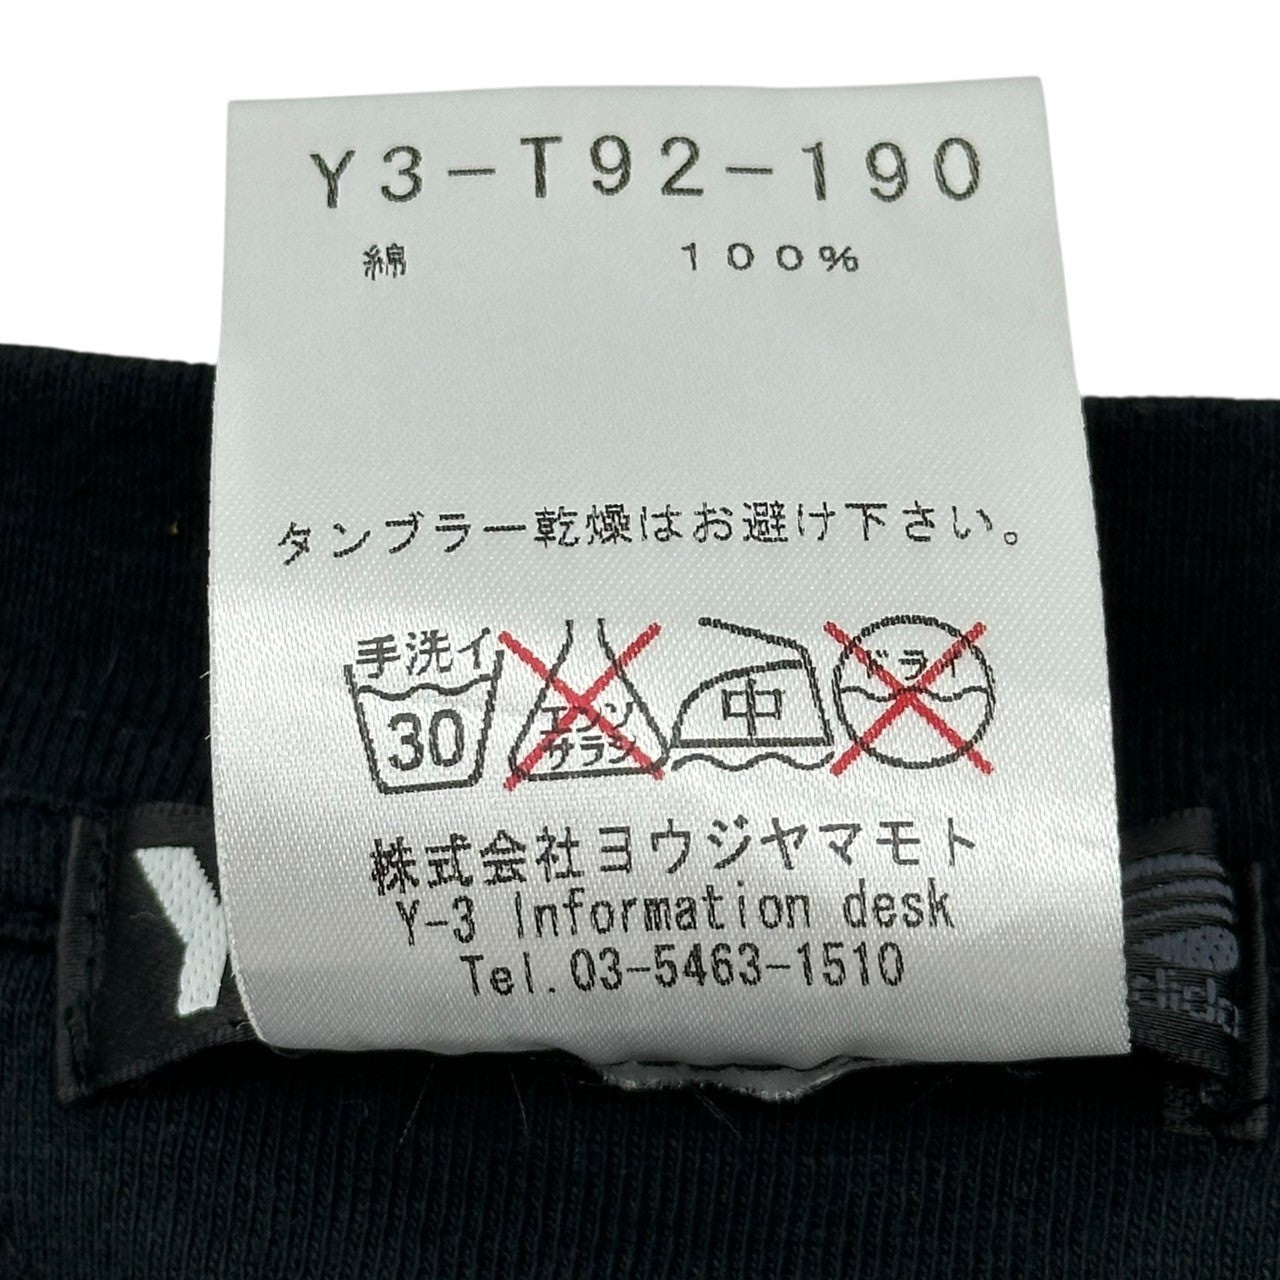 Y3-T92-190
綿 100%
タンブラー乾燥はお避け下さい。
手洗イ
30
エンソ
サラシ
中
ドライ
株式会社ヨウジヤマモト
Y-3 Information desk
Tel.03-5463-1510
Y